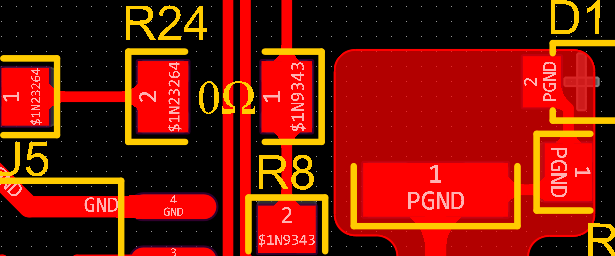 R24
D1
1
$1N23264
2
$1N23264
0Ω
1
$1N9343
2
PGND
J5
R8
1
PGND
1
PGND
GND
4
GND
2
$1N9343
R
3